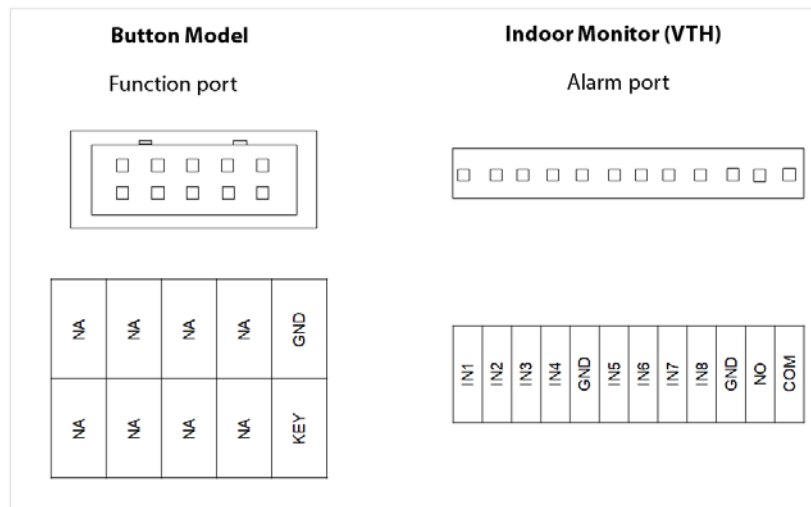 Button Model
Function port
NA NA NA NA GND
NA NA NA NA KEY
Indoor Monitor (VTH)
Alarm port
IN1 IN2 IN3 IN4 GND IN5 IN6 IN7 IN8 GND NO COM